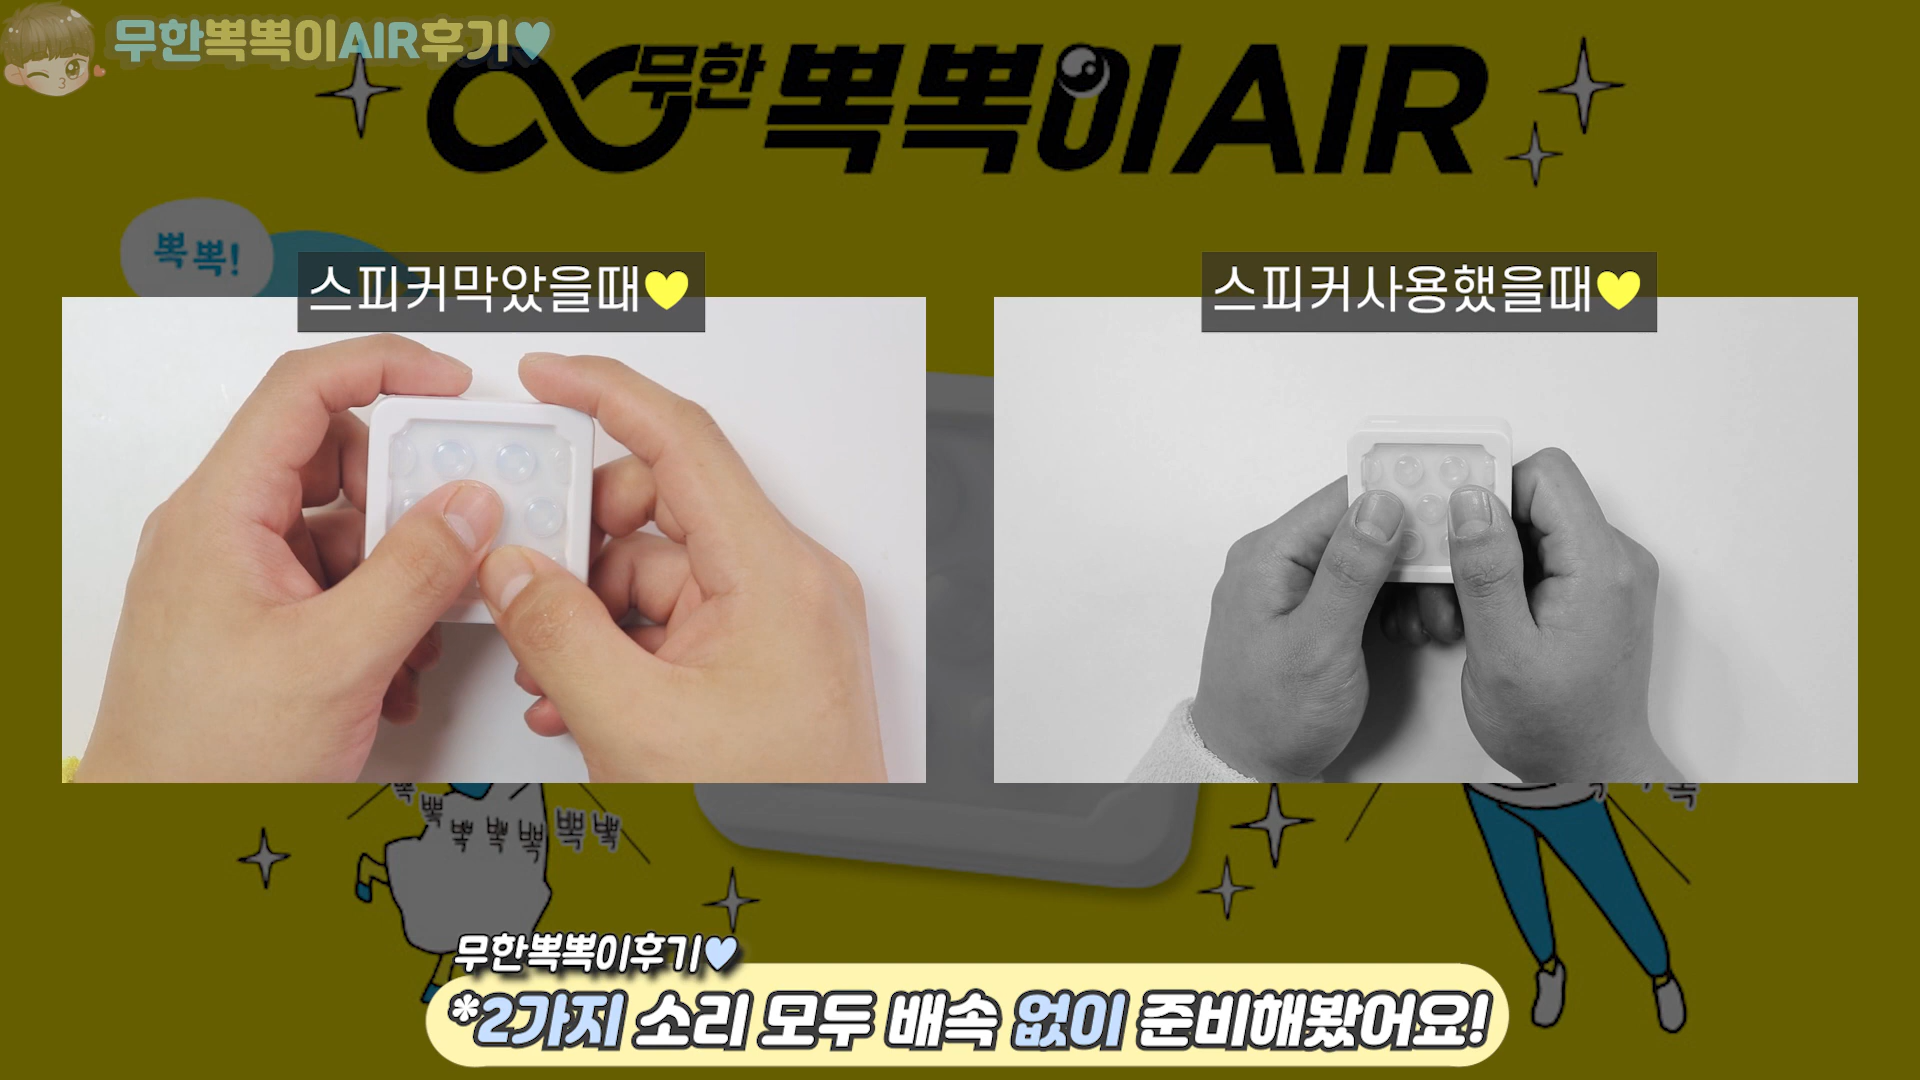 무한뽁뽁이AIR후기♥
무한 뽁뽁이AIR
뽁뽁!
스피커막았을때💛
스피커사용했을때💛
뽁뽁뽁뽁뽁뽁뽁
무한뽁뽁이후기♥
*2가지 소리 모두 배속 없이 준비해봤어요!